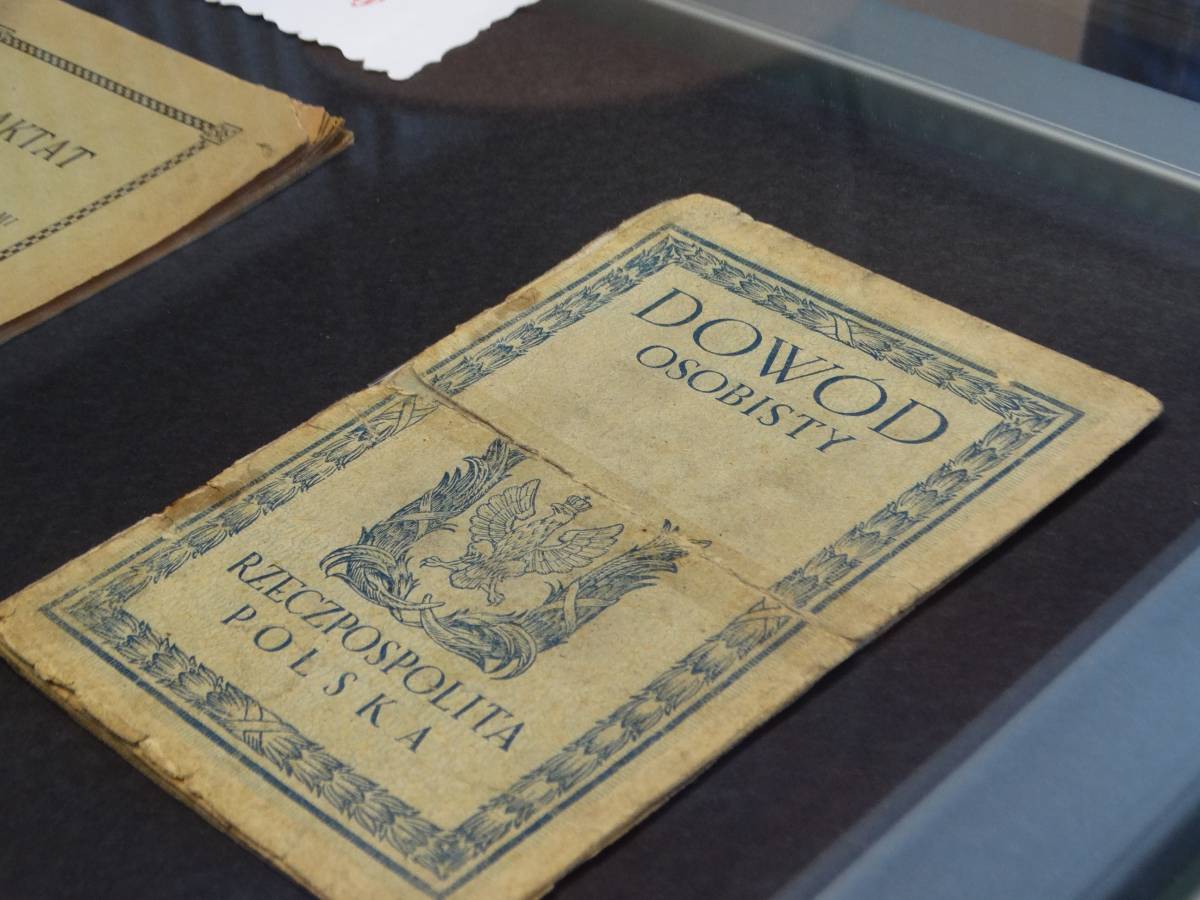 AKTAT
DOWÓD
OSOBISTY
RZECZPOSPOLITA
POLSKA